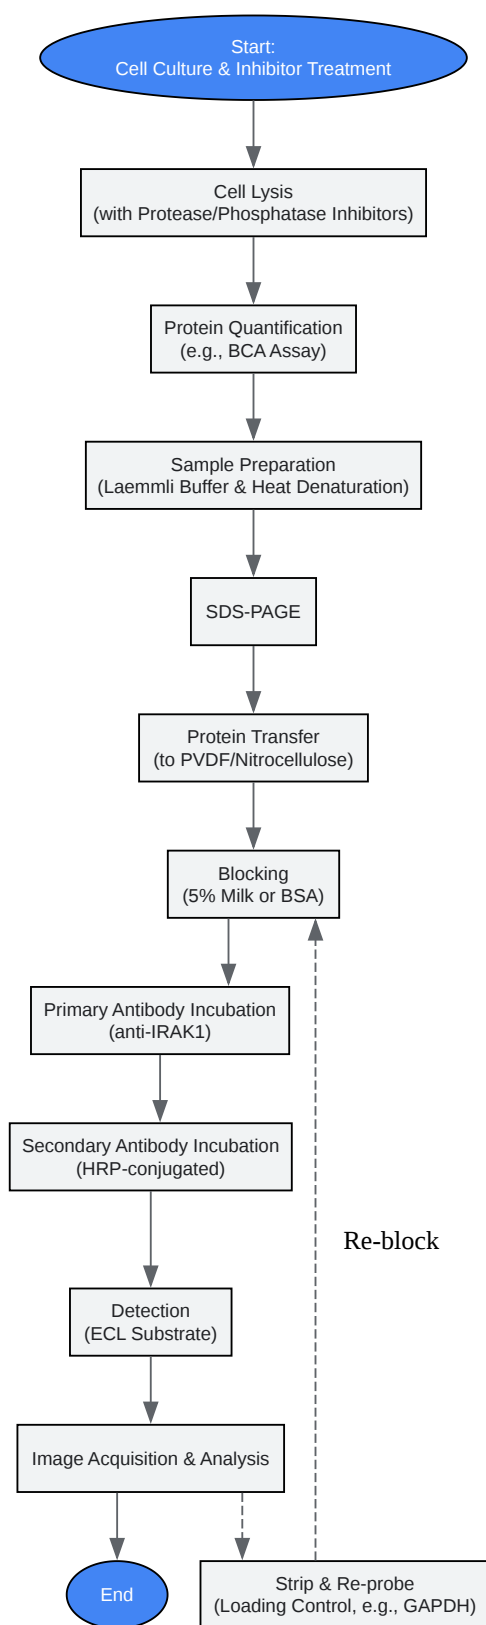 Start:
Cell Culture & Inhibitor Treatment
Cell Lysis
(with Protease/Phosphatase Inhibitors)
Protein Quantification
(e.g., BCA Assay)
Sample Preparation
(Laemmli Buffer & Heat Denaturation)
SDS-PAGE
Protein Transfer
(to PVDF/Nitrocellulose)
Blocking
(5% Milk or BSA)
Primary Antibody Incubation
(anti-IRAK1)
Secondary Antibody Incubation
(HRP-conjugated)
Re-block
Detection
(ECL Substrate)
Image Acquisition & Analysis
End
Strip & Re-probe
(Loading Control, e.g., GAPDH)